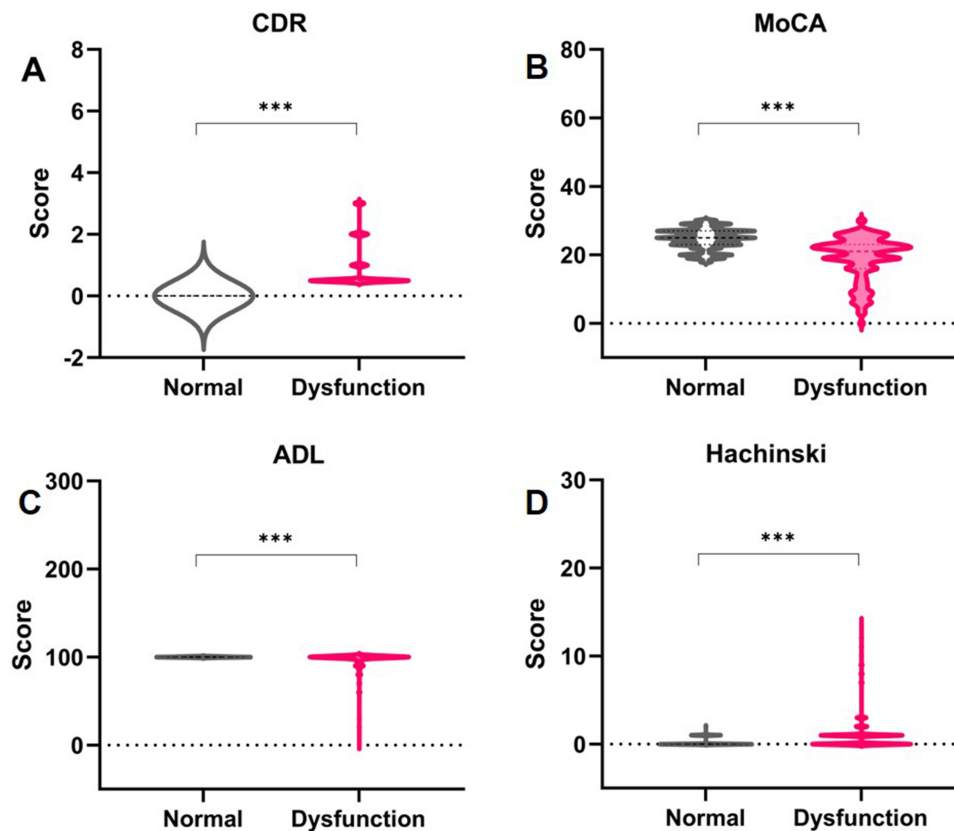 CDR
A
8
6
4
2
0
-2
Score
***
Normal Dysfunction
MoCA
B
80
60
40
20
0
Score
***
Normal Dysfunction
ADL
C
300
200
100
0
Score
***
Normal Dysfunction
Hachinski
D
30
20
10
0
Score
***
Normal Dysfunction